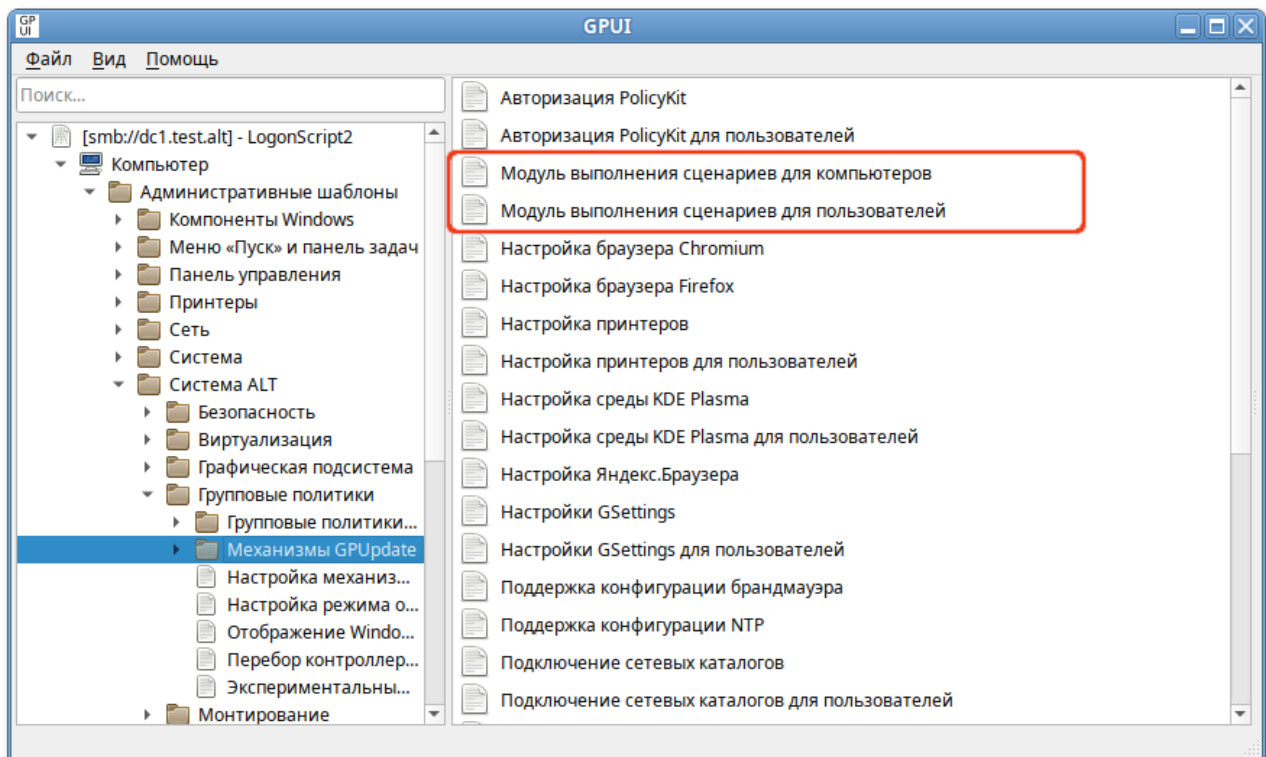 GPUI
GPUI
Файл Вид Помощь
Поиск...
[smb://dc1.test.alt] - LogonScript2
Компьютер
Административные шаблоны
Компоненты Windows
Меню «Пуск» и панель задач
Панель управления
Принтеры
Сеть
Система
Система ALT
Безопасность
Виртуализация
Графическая подсистема
Групповые политики
Групповые политики...
Механизмы GPUpdate
Настройка механиз...
Настройка режима о...
Отображение Windo...
Перебор контроллер...
Экспериментальны...
Монтирование
Авторизация PolicyKit
Авторизация PolicyKit для пользователей
Модуль выполнения сценариев для компьютеров
Модуль выполнения сценариев для пользователей
Настройка браузера Chromium
Настройка браузера Firefox
Настройка принтеров
Настройка принтеров для пользователей
Настройка среды KDE Plasma
Настройка среды KDE Plasma для пользователей
Настройка Яндекс.Браузера
Настройки GSettings
Настройки GSettings для пользователей
Поддержка конфигурации брандмауэра
Поддержка конфигурации NTP
Подключение сетевых каталогов
Подключение сетевых каталогов для пользователей